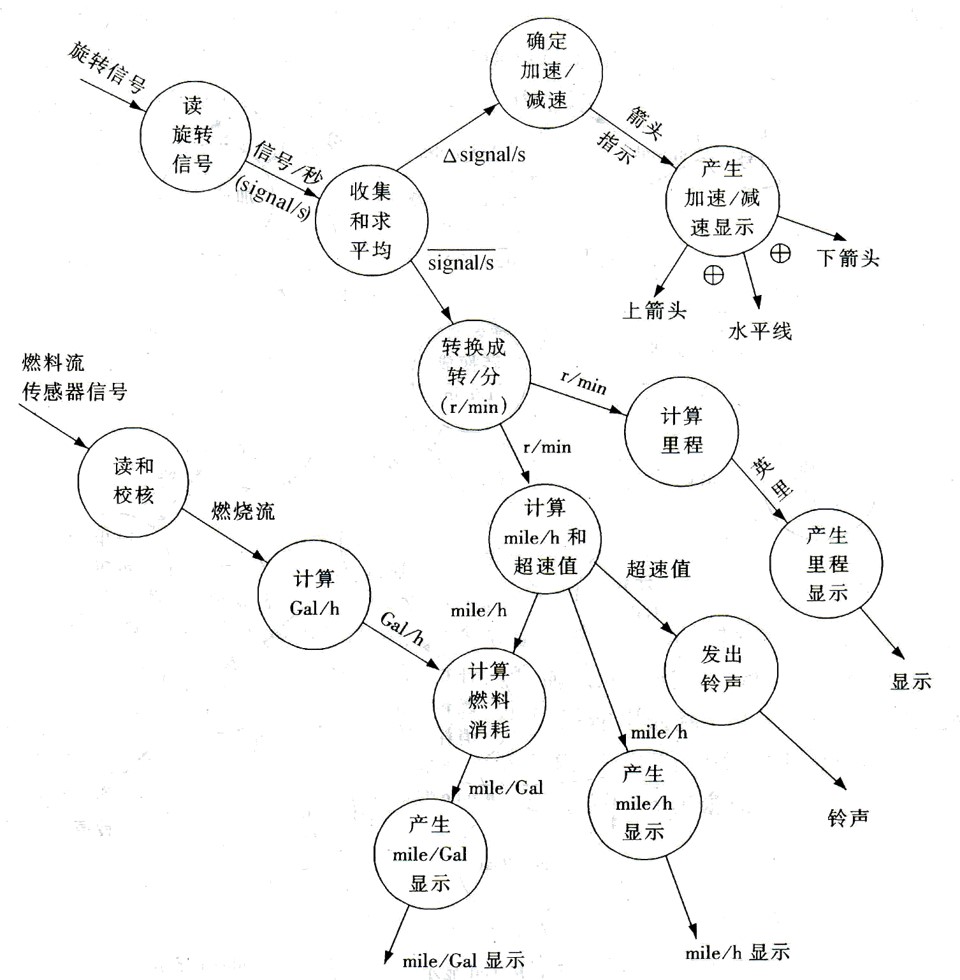 旋转信号
读
旋转
信号
信号/秒
(signal/s)
收集
和求
平均
Δsignal/s
确定
加速/
减速
箭头
指示
产生
加速/减
速显示
⊕
⊕
上箭头
水平线
下箭头
signal/s
转换成
转/分
(r/min)
r/min
计算
里程
英里
产生
里程
显示
显示
r/min
计算
mile/h 和
超速值
超速值
发出
铃声
铃声
燃料流
传感器信号
读和
校核
燃烧流
计算
Gal/h
Gal/h
mile/h
计算
燃料
消耗
mile/Gal
产生
mile/Gal
显示
mile/Gal 显示
mile/h
产生
mile/h
显示
mile/h 显示